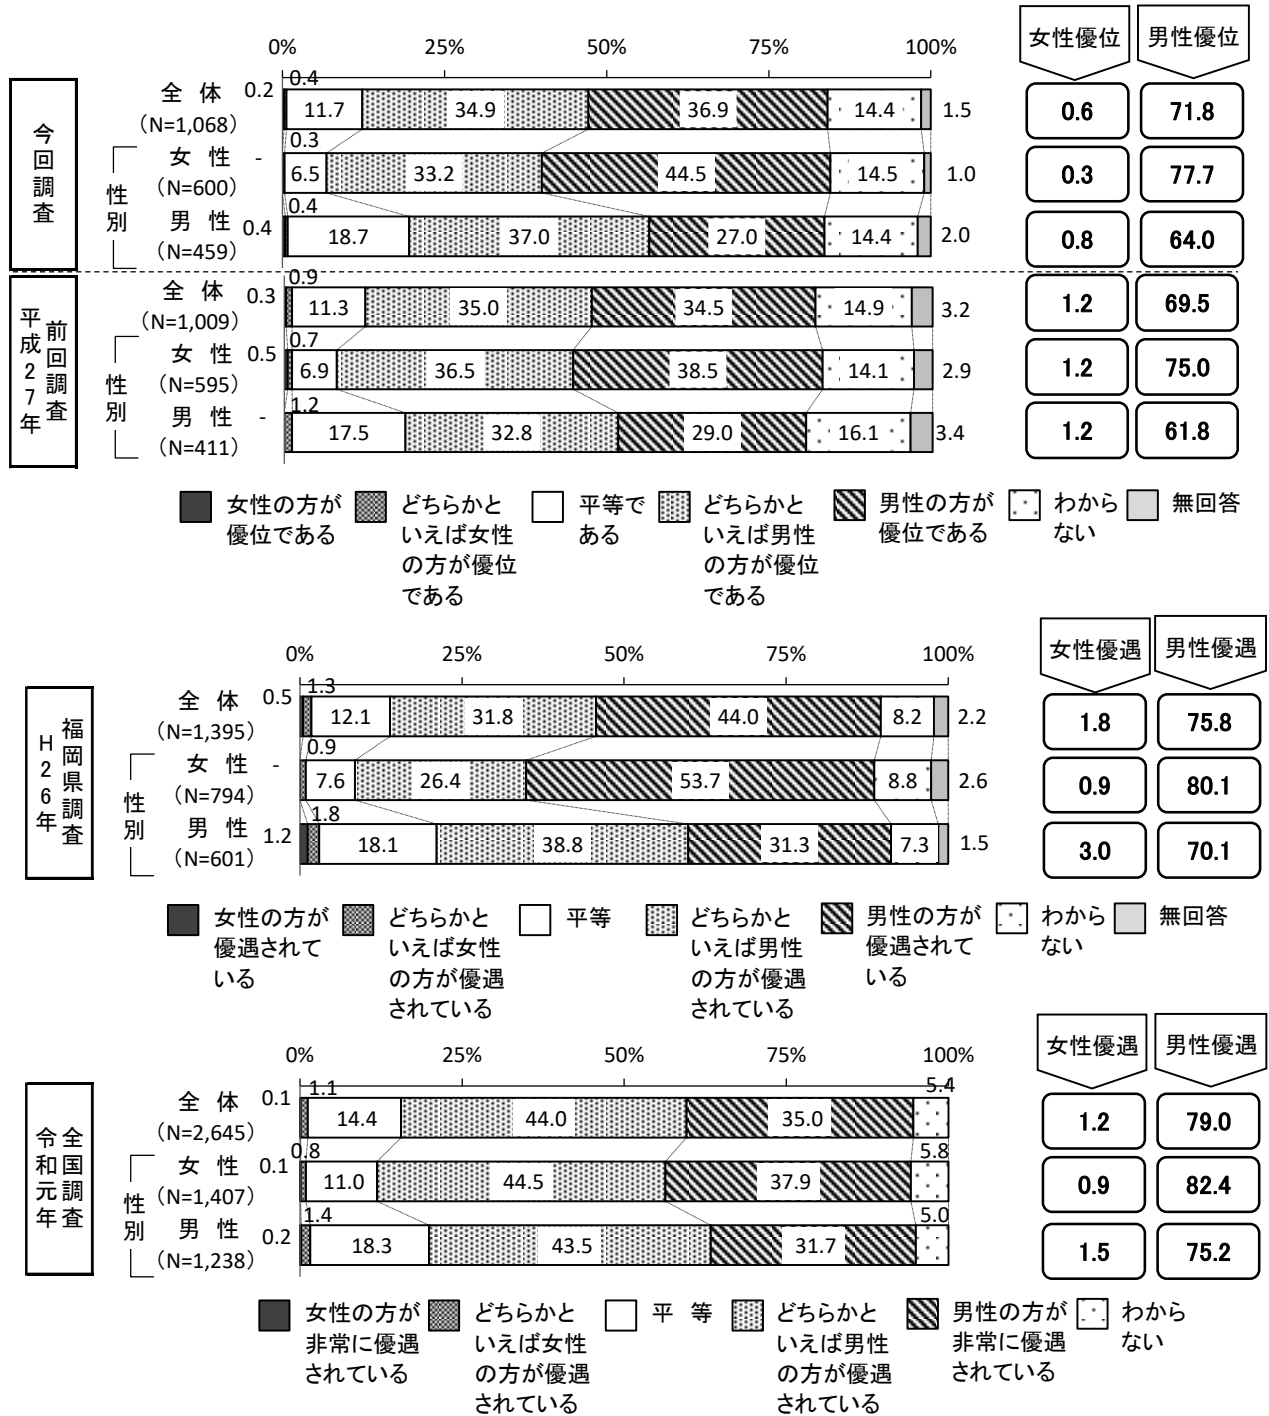 女性優位 男性優位
0% 25% 50% 75% 100%
今回調査
全 体 0.2 0.4 11.7 34.9 36.9 14.4 1.5 0.6 71.8
(N=1,068)
性別
女 性 - 0.3 6.5 33.2 44.5 14.5 1.0 0.3 77.7
(N=600)
男 性 0.4 0.4 18.7 37.0 27.0 14.4 2.0 0.8 64.0
(N=459)
前回調査
平成27年
全 体 0.3 0.9 11.3 35.0 34.5 14.9 3.2 1.2 69.5
(N=1,009)
性別
女 性 0.5 0.7 6.9 36.5 38.5 14.1 2.9 1.2 75.0
(N=595)
男 性 - 1.2 17.5 32.8 29.0 16.1 3.4 1.2 61.8
(N=411)
女性の方が
優位である
どちらかと
いえば女性
の方が優位
である
平等で
ある
どちらかと
いえば男性
の方が優位
である
男性の方が
優位である
わから
ない
無回答
女性優遇 男性優遇
0% 25% 50% 75% 100%
福岡県調査
H26年
全 体 0.5 1.3 12.1 31.8 44.0 8.2 2.2 1.8 75.8
(N=1,395)
性別
女 性 - 0.9 7.6 26.4 53.7 8.8 2.6 0.9 80.1
(N=794)
男 性 1.2 1.8 18.1 38.8 31.3 7.3 1.5 3.0 70.1
(N=601)
女性の方が
優遇されて
いる
どちらかと
いえば女性
の方が優遇
されている
平等
どちらかと
いえば男性
の方が優遇
されている
男性の方が
優遇されて
いる
わから
ない
無回答
女性優遇 男性優遇
0% 25% 50% 75% 100%
全国調査
令和元年
全 体 0.1 1.1 14.4 44.0 35.0 5.4 1.2 79.0
(N=2,645)
性別
女 性 0.1 0.8 11.0 44.5 37.9 5.8 0.9 82.4
(N=1,407)
男 性 0.2 1.4 18.3 43.5 31.7 5.0 1.5 75.2
(N=1,238)
女性の方が
非常に優遇
されている
どちらかと
いえば女性
の方が優遇
されている
平 等
どちらかと
いえば男性
の方が優遇
されている
男性の方が
非常に優遇
されている
わから
ない